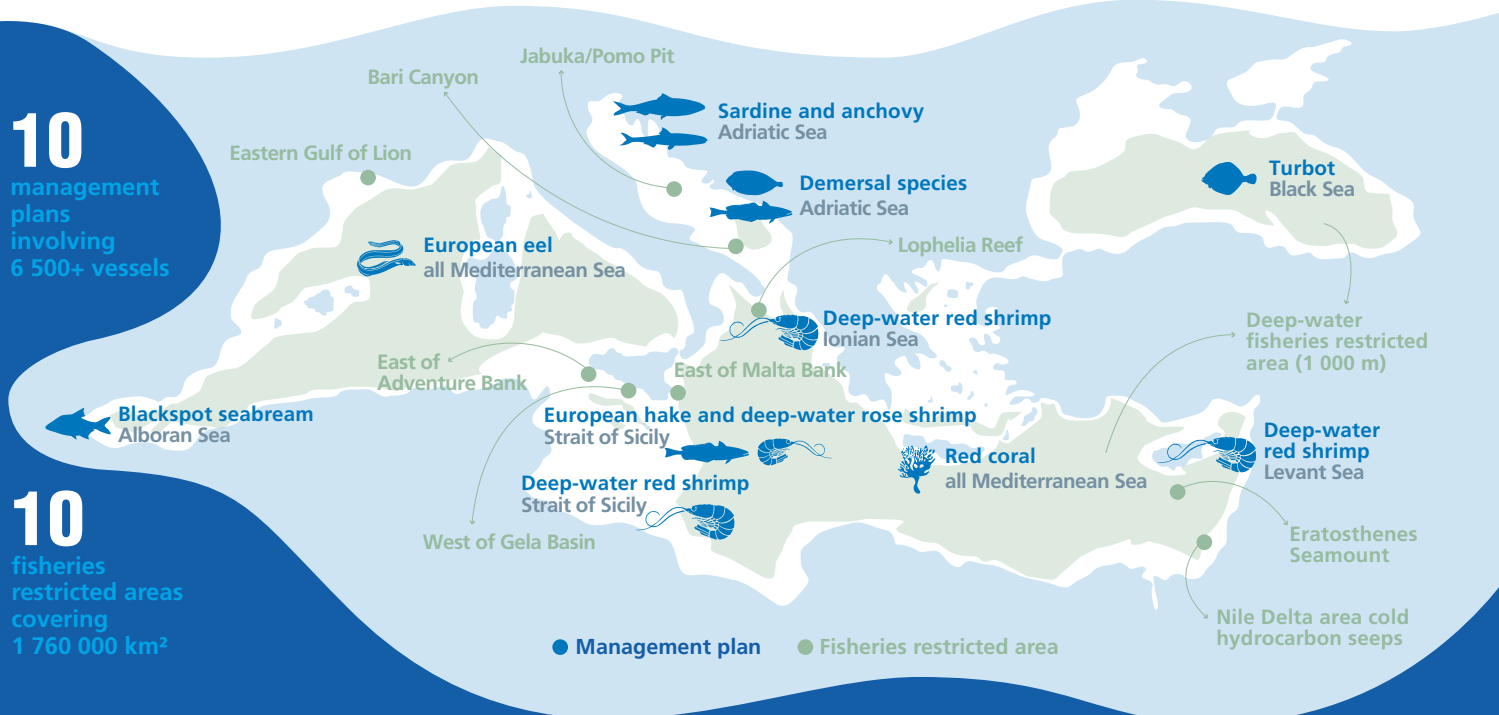 10
management
plans
involving
6 500+ vessels
10
fisheries
restricted areas
covering
1 760 000 km²
Jabuka/Pomo Pit
Bari Canyon
Eastern Gulf of Lion
Sardine and anchovy
Adriatic Sea
Demersal species
Adriatic Sea
Turbot
Black Sea
European eel
all Mediterranean Sea
Lophelia Reef
Deep-water red shrimp
Ionian Sea
Deep-water
fisheries restricted
area (1 000 m)
East of
Adventure Bank
East of Malta Bank
Blackspot seabream
Alboran Sea
European hake and deep-water rose shrimp
Strait of Sicily
Red coral
all Mediterranean Sea
Deep-water
red shrimp
Levant Sea
Deep-water red shrimp
Strait of Sicily
West of Gela Basin
Eratosthenes
Seamount
Nile Delta area cold
hydrocarbon seeps
Management plan
Fisheries restricted area